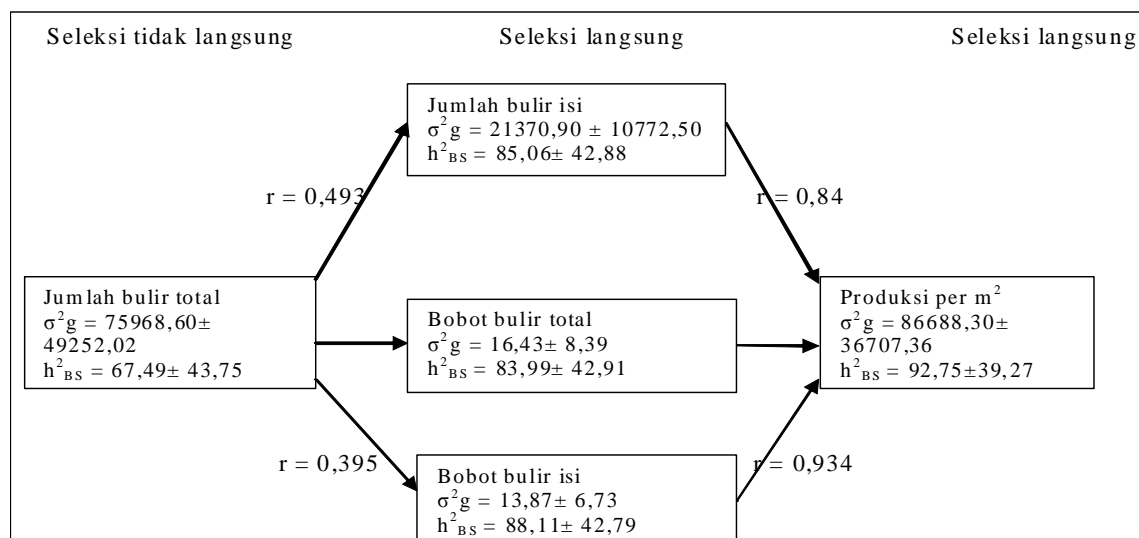 Seleksi tidak langsung
Seleksi langsung
Seleksi langsung
Jumlah bulir isi
σ²g = 21370,90 ± 10772,50
h²BS = 85,06± 42,88
r = 0,493
r = 0,84
Jumlah bulir total
σ²g = 75968,60±
49252,02
h²BS = 67,49± 43,75
Bobot bulir total
σ²g = 16,43± 8,39
h²BS = 83,99± 42,91
Produksi per m²
σ²g = 86688,30±
36707,36
h²BS = 92,75±39,27
r = 0,395
r = 0,934
Bobot bulir isi
σ²g = 13,87± 6,73
h²BS = 88,11± 42,79